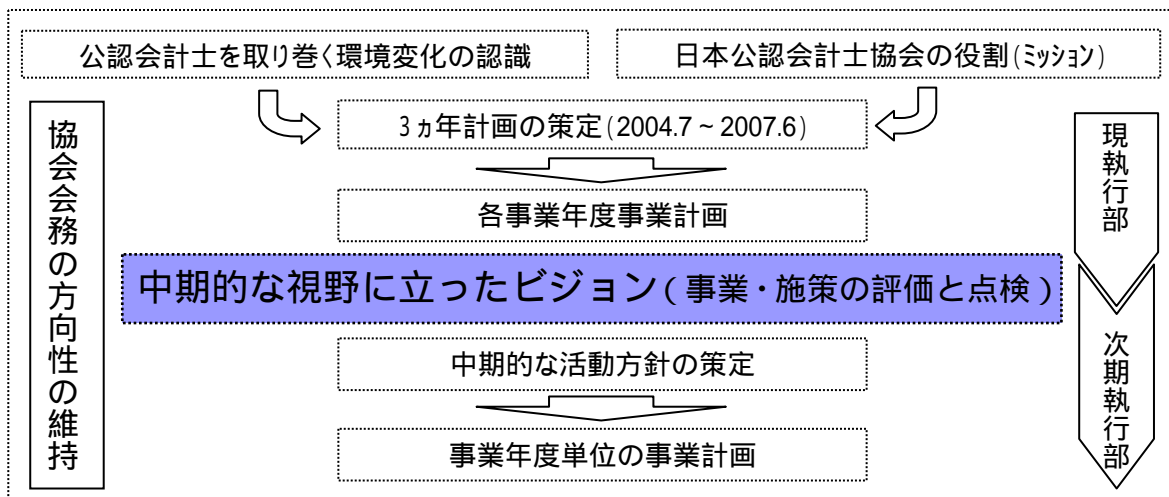 公認会計士を取り巻く環境変化の認識
日本公認会計士協会の役割(ミッション)
3ヵ年計画の策定(2004.7~2007.6)
各事業年度事業計画
中期的な視野に立ったビジョン(事業・施策の評価と点検)
中期的な活動方針の策定
事業年度単位の事業計画
協会会務の方向性の維持
現執行部
次期執行部